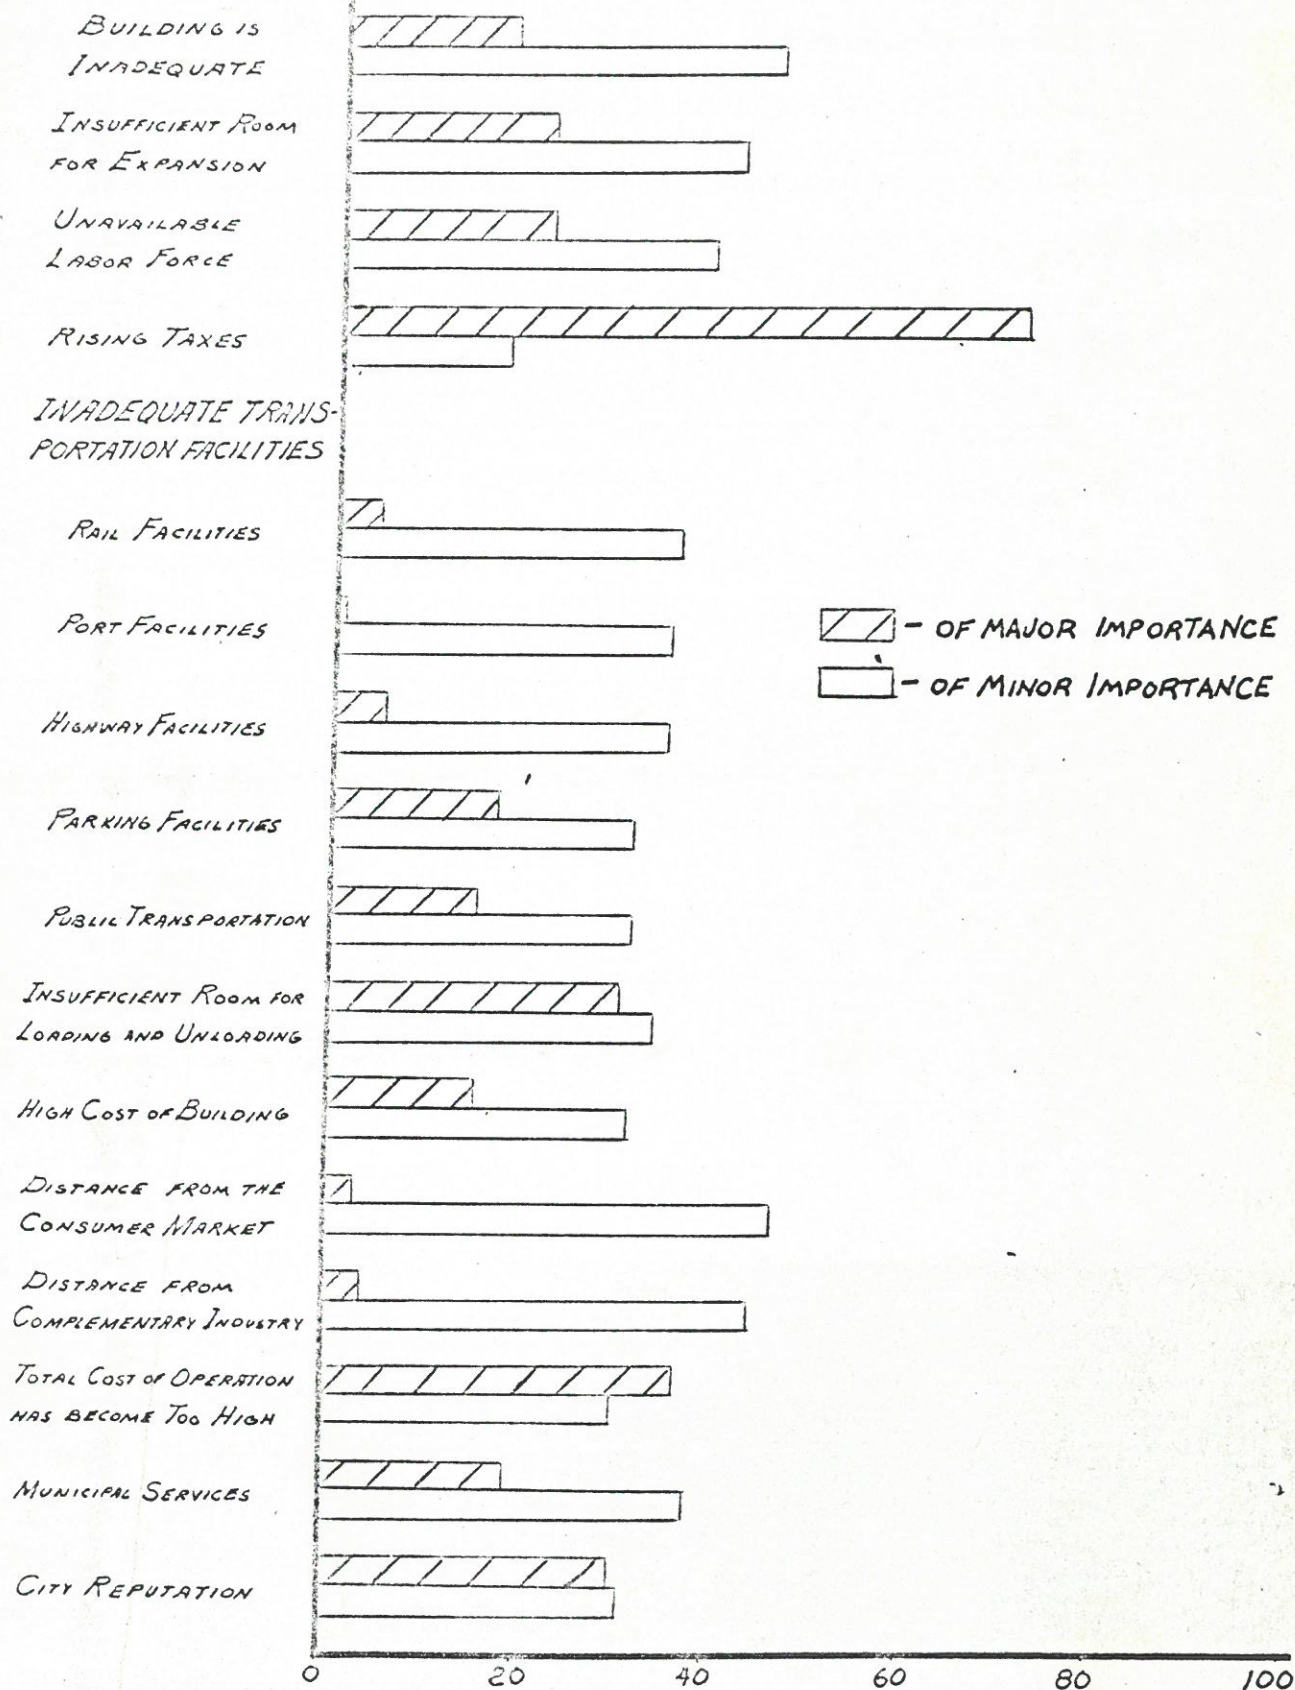 BUILDING IS
INADEQUATE
INSUFFICIENT ROOM
FOR EXPANSION
UNAVAILABLE
LABOR FORCE
RISING TAXES
INADEQUATE TRANS-
PORTATION FACILITIES
RAIL FACILITIES
PORT FACILITIES
- OF MAJOR IMPORTANCE
- OF MINOR IMPORTANCE
HIGHWAY FACILITIES
PARKING FACILITIES
PUBLIC TRANSPORTATION
INSUFFICIENT ROOM FOR
LOADING AND UNLOADING
HIGH COST OF BUILDING
DISTANCE FROM THE
CONSUMER MARKET
DISTANCE FROM
COMPLEMENTARY INDUSTRY
TOTAL COST OF OPERATION
HAS BECOME TOO HIGH
MUNICIPAL SERVICES
CITY REPUTATION
0 20 40 60 80 100